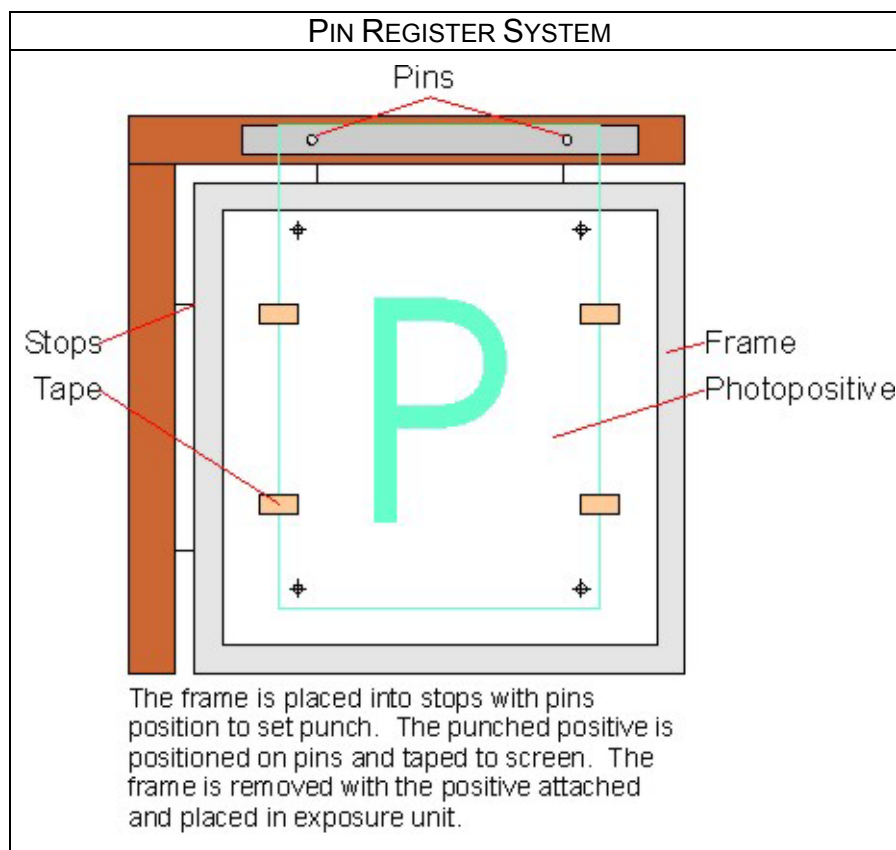 PIN REGISTER SYSTEM
Pins
Stops
Tape
Frame
Photopositive
P
The frame is placed into stops with pins
position to set punch. The punched positive is
positioned on pins and taped to screen. The
frame is removed with the positive attached
and placed in exposure unit.